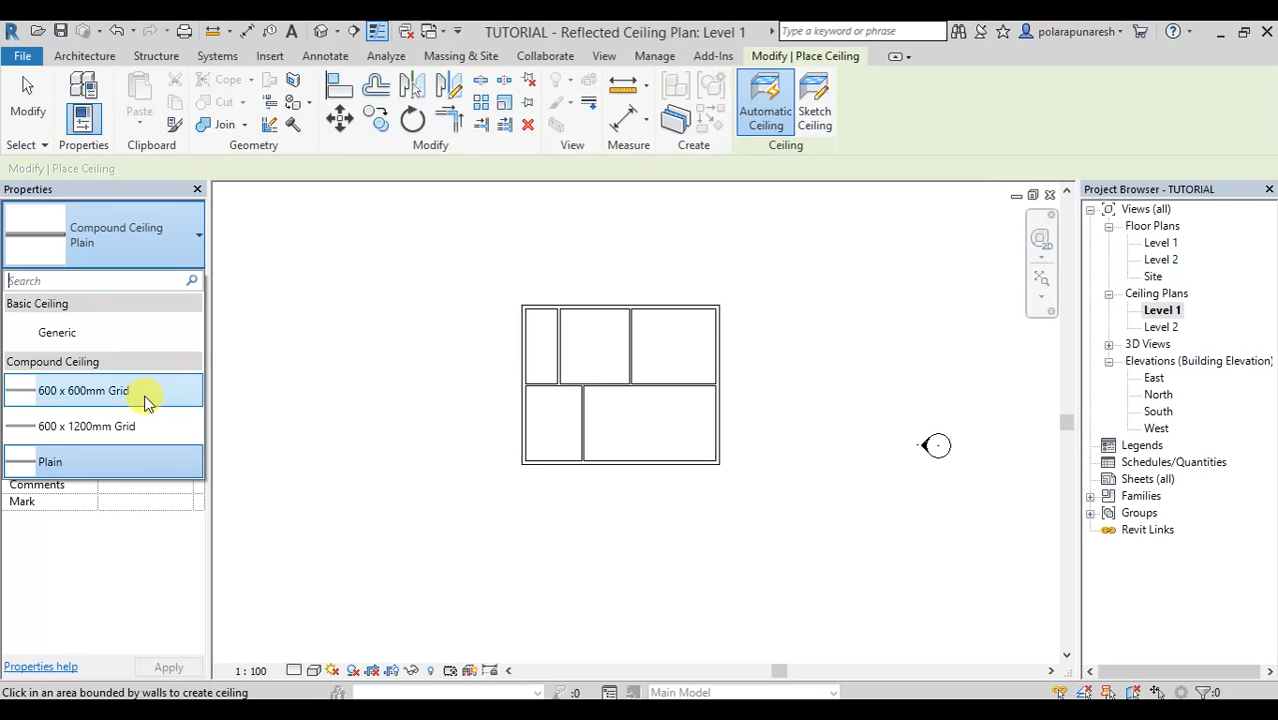 TUTORIAL - Reflected Ceiling Plan: Level 1
Type a keyword or phrase
polarapunaresh
File
Architecture
Structure
Systems
Insert
Annotate
Analyze
Massing & Site
Collaborate
View
Manage
Add-Ins
Modify | Place Ceiling
Modify
Properties
Paste
Cope
Cut
Join
Automatic
Ceiling
Sketch
Ceiling
Select
Properties
Clipboard
Geometry
Modify
View
Measure
Create
Ceiling
Modify | Place Ceiling
Properties
Compound Ceiling
Plain
Search
Basic Ceiling
Generic
Compound Ceiling
600 x 600mm Grid
600 x 1200mm Grid
Plain
Comments
Mark
Properties help
Apply
2D
1 : 100
Project Browser - TUTORIAL
Views (all)
Floor Plans
Level 1
Level 2
Site
Ceiling Plans
Level 1
Level 2
3D Views
Elevations (Building Elevation)
East
North
South
West
Legends
Schedules/Quantities
Sheets (all)
Families
Groups
Revit Links
Click in an area bounded by walls to create ceiling
:0
Main Model
:0